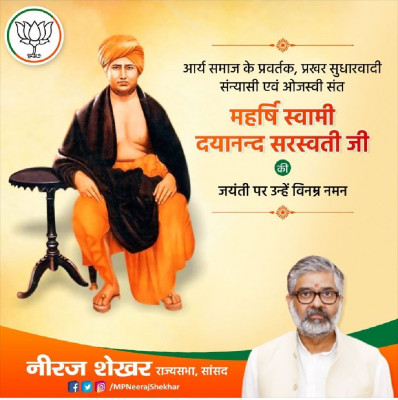 आर्य समाज के प्रवर्तक, प्रखर सुधारवादी
संन्यासी एवं ओजस्वी संत
महर्षि स्वामी
दयानन्द सरस्वती जी
की
जयंती पर उन्हें विनम्र नमन
नीरज शेखर राज्यसभा, सांसद
/MPNeerajShekhar